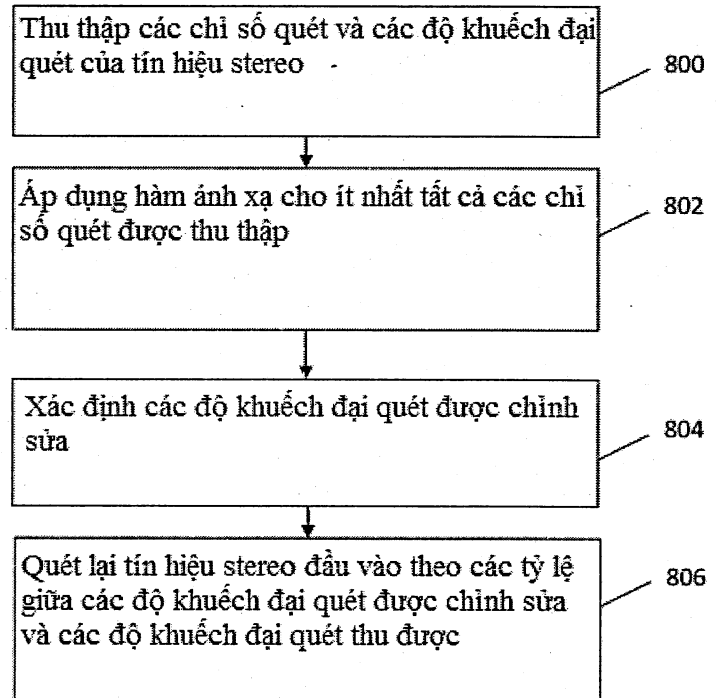 Thu thập các chỉ số quét và các độ khuếch đại
quét của tín hiệu stereo
800
Áp dụng hàm ánh xạ cho ít nhất tất cả các chỉ
số quét được thu thập
802
Xác định các độ khuếch đại quét được chỉnh
sửa
804
Quét lại tín hiệu stereo đầu vào theo các tỷ lệ
giữa các độ khuếch đại quét được chỉnh sửa
và các độ khuếch đại quét thu được
806